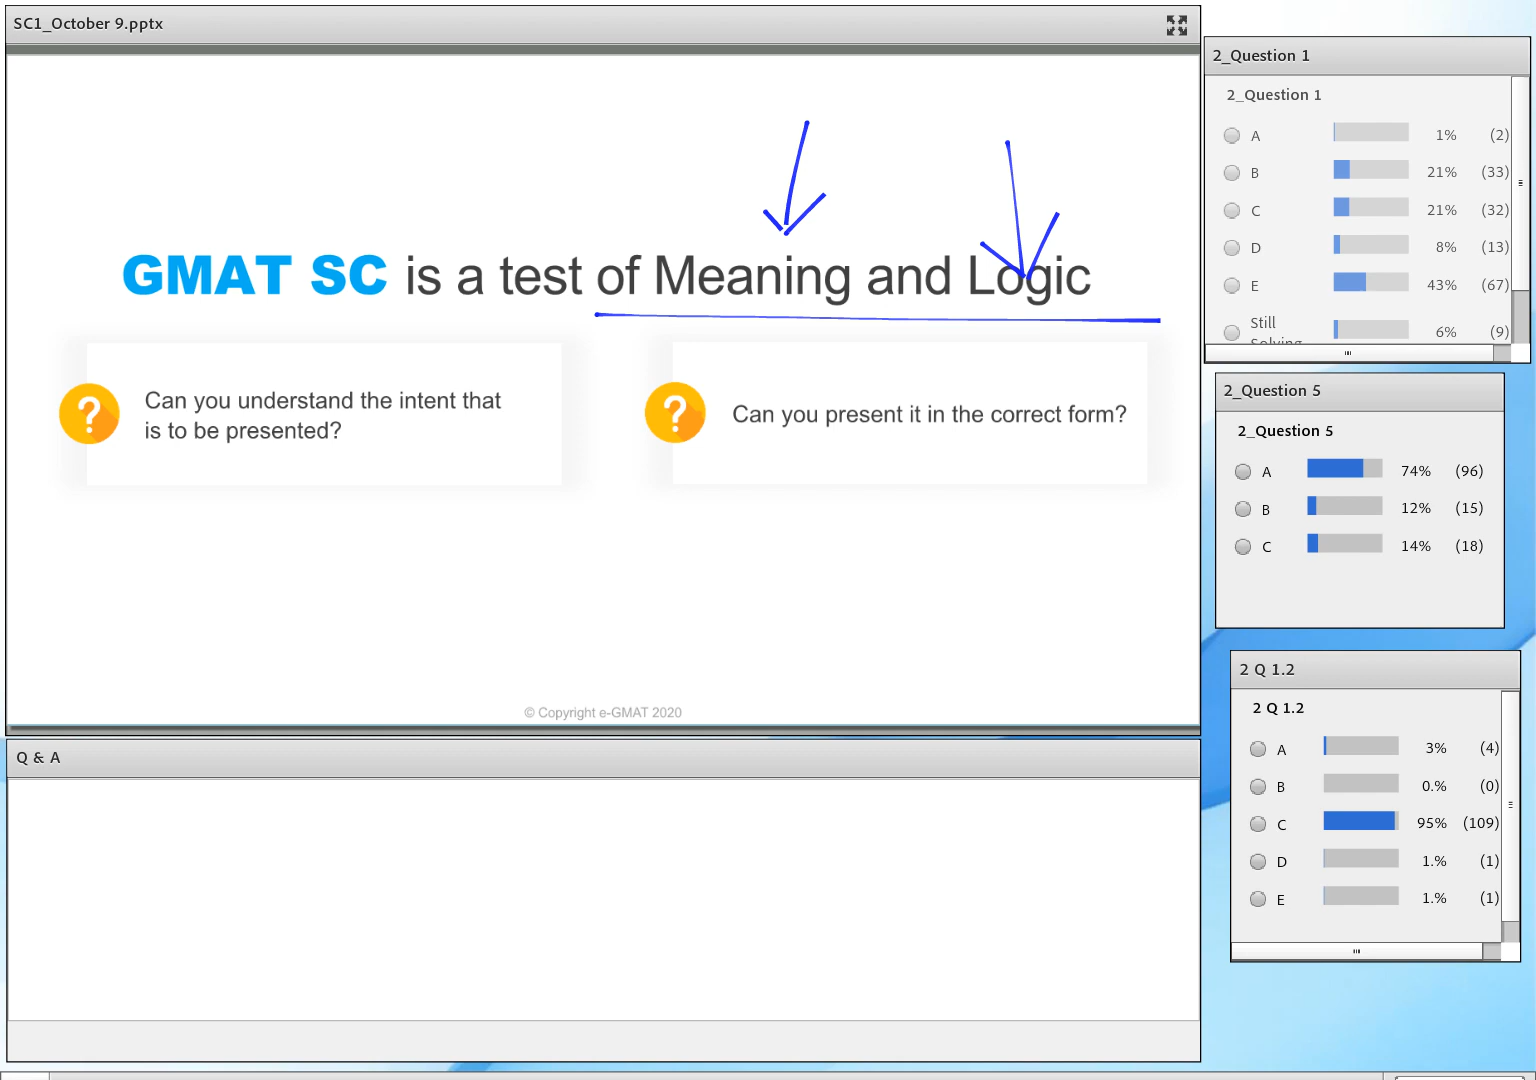 SC1_October 9.pptx
GMAT SC is a test of Meaning and Logic
Can you understand the intent that
is to be presented?
Can you present it in the correct form?
© Copyright e-GMAT 2020
Q & A
2_Question 1
2_Question 1
A 1% (2)
B 21% (33)
C 21% (32)
D 8% (13)
E 43% (67)
Still
Solving 6% (9)
2_Question 5
2_Question 5
A 74% (96)
B 12% (15)
C 14% (18)
2 Q 1.2
2 Q 1.2
A 3% (4)
B 0.% (0)
C 95% (109)
D 1.% (1)
E 1.% (1)